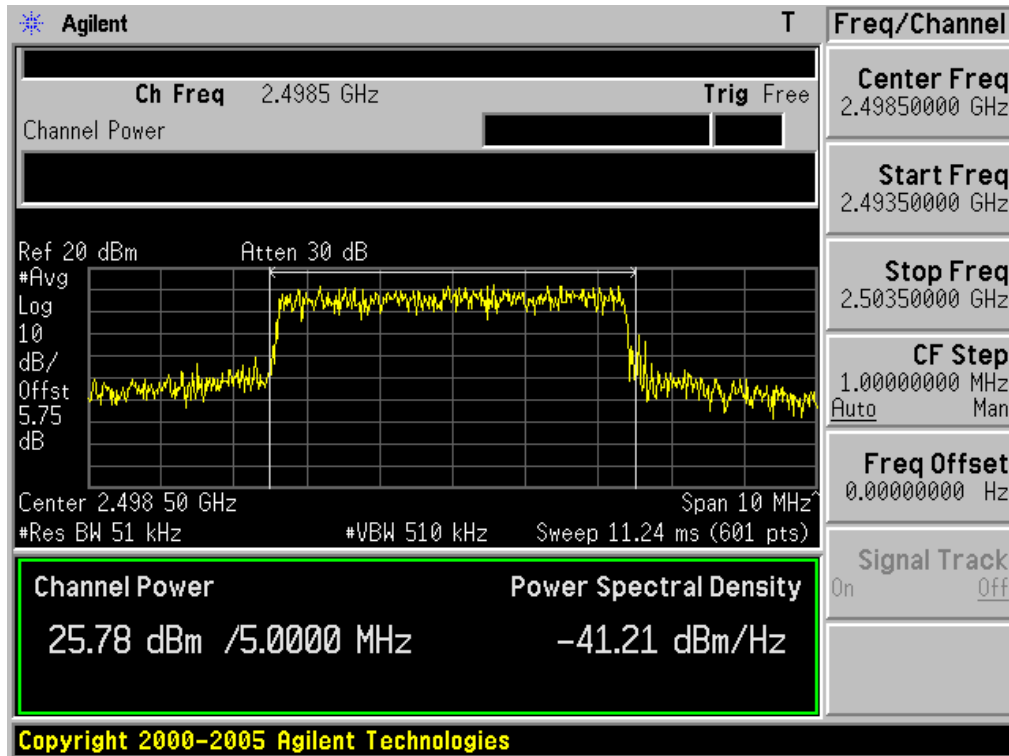 Agilent T Freq/Channel
Ch Freq 2.4985 GHz Trig Free
Channel Power
Center Freq
2.49850000 GHz
Start Freq
2.49350000 GHz
Stop Freq
2.50350000 GHz
CF Step
1.00000000 MHz
Auto Man
Freq Offset
0.00000000 Hz
Signal Track
On Off
Ref 20 dBm Atten 30 dB
#Avg
Log
10
dB/
Offst
5.75
dB
Center 2.498 50 GHz Span 10 MHz^
#Res BW 51 kHz #VBW 510 kHz Sweep 11.24 ms (601 pts)
Channel Power Power Spectral Density
25.78 dBm /5.0000 MHz -41.21 dBm/Hz
Copyright 2000-2005 Agilent Technologies